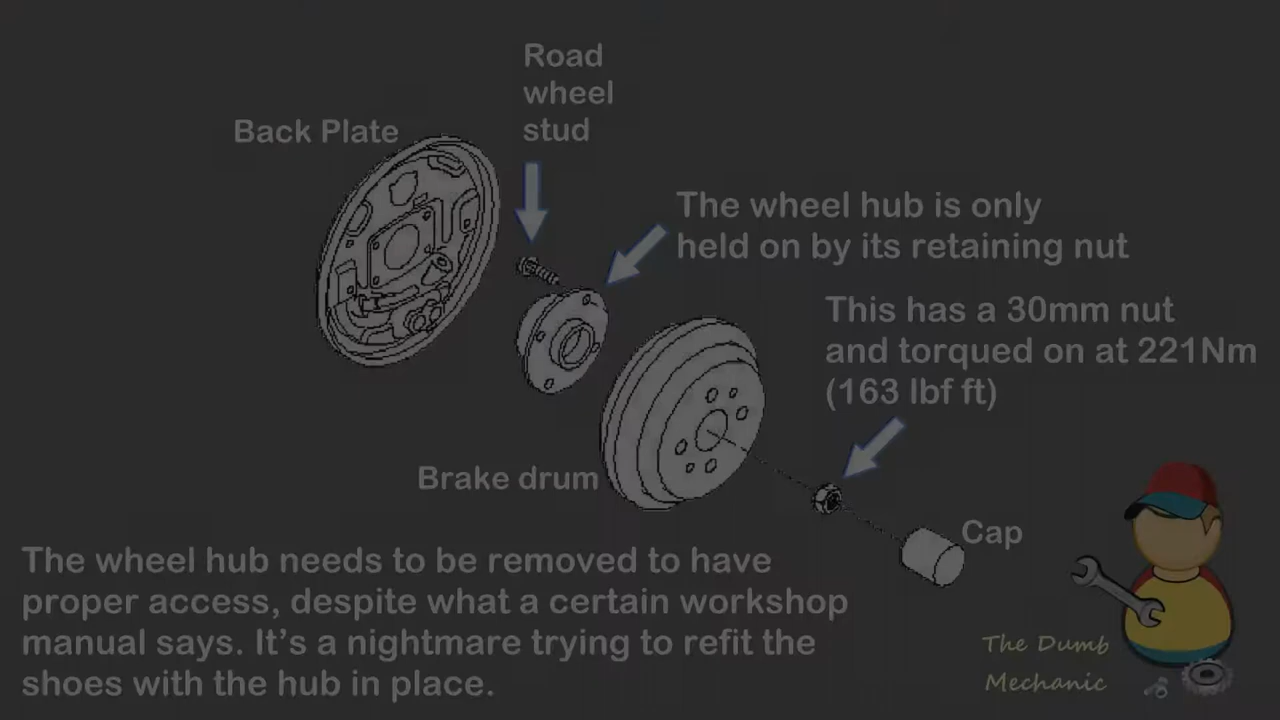 Road
wheel
stud
Back Plate
The wheel hub is only
held on by its retaining nut
This has a 30mm nut
and torqued on at 221Nm
(163 lbf ft)
Brake drum
Cap
The wheel hub needs to be removed to have
proper access, despite what a certain workshop
manual says. It’s a nightmare trying to refit the
shoes with the hub in place.
The Dumb
Mechanic